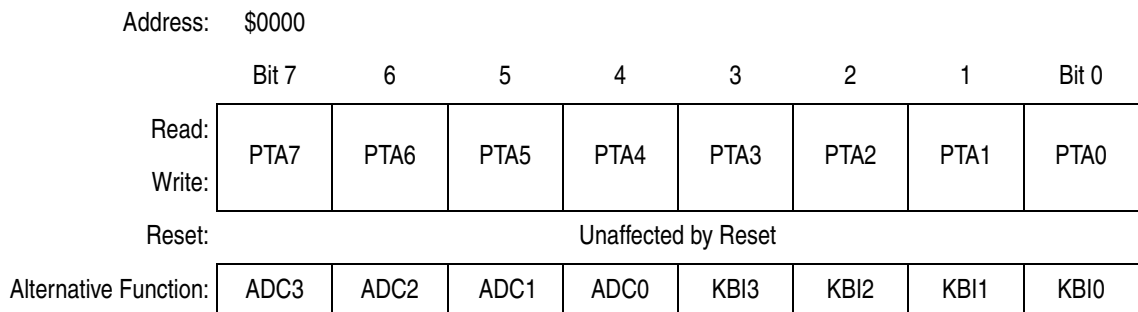 Address: $0000
Bit 7 6 5 4 3 2 1 Bit 0
Read:
PTA7 PTA6 PTA5 PTA4 PTA3 PTA2 PTA1 PTA0
Write:
Reset: Unaffected by Reset
Alternative Function: ADC3 ADC2 ADC1 ADC0 KBI3 KBI2 KBI1 KBI0